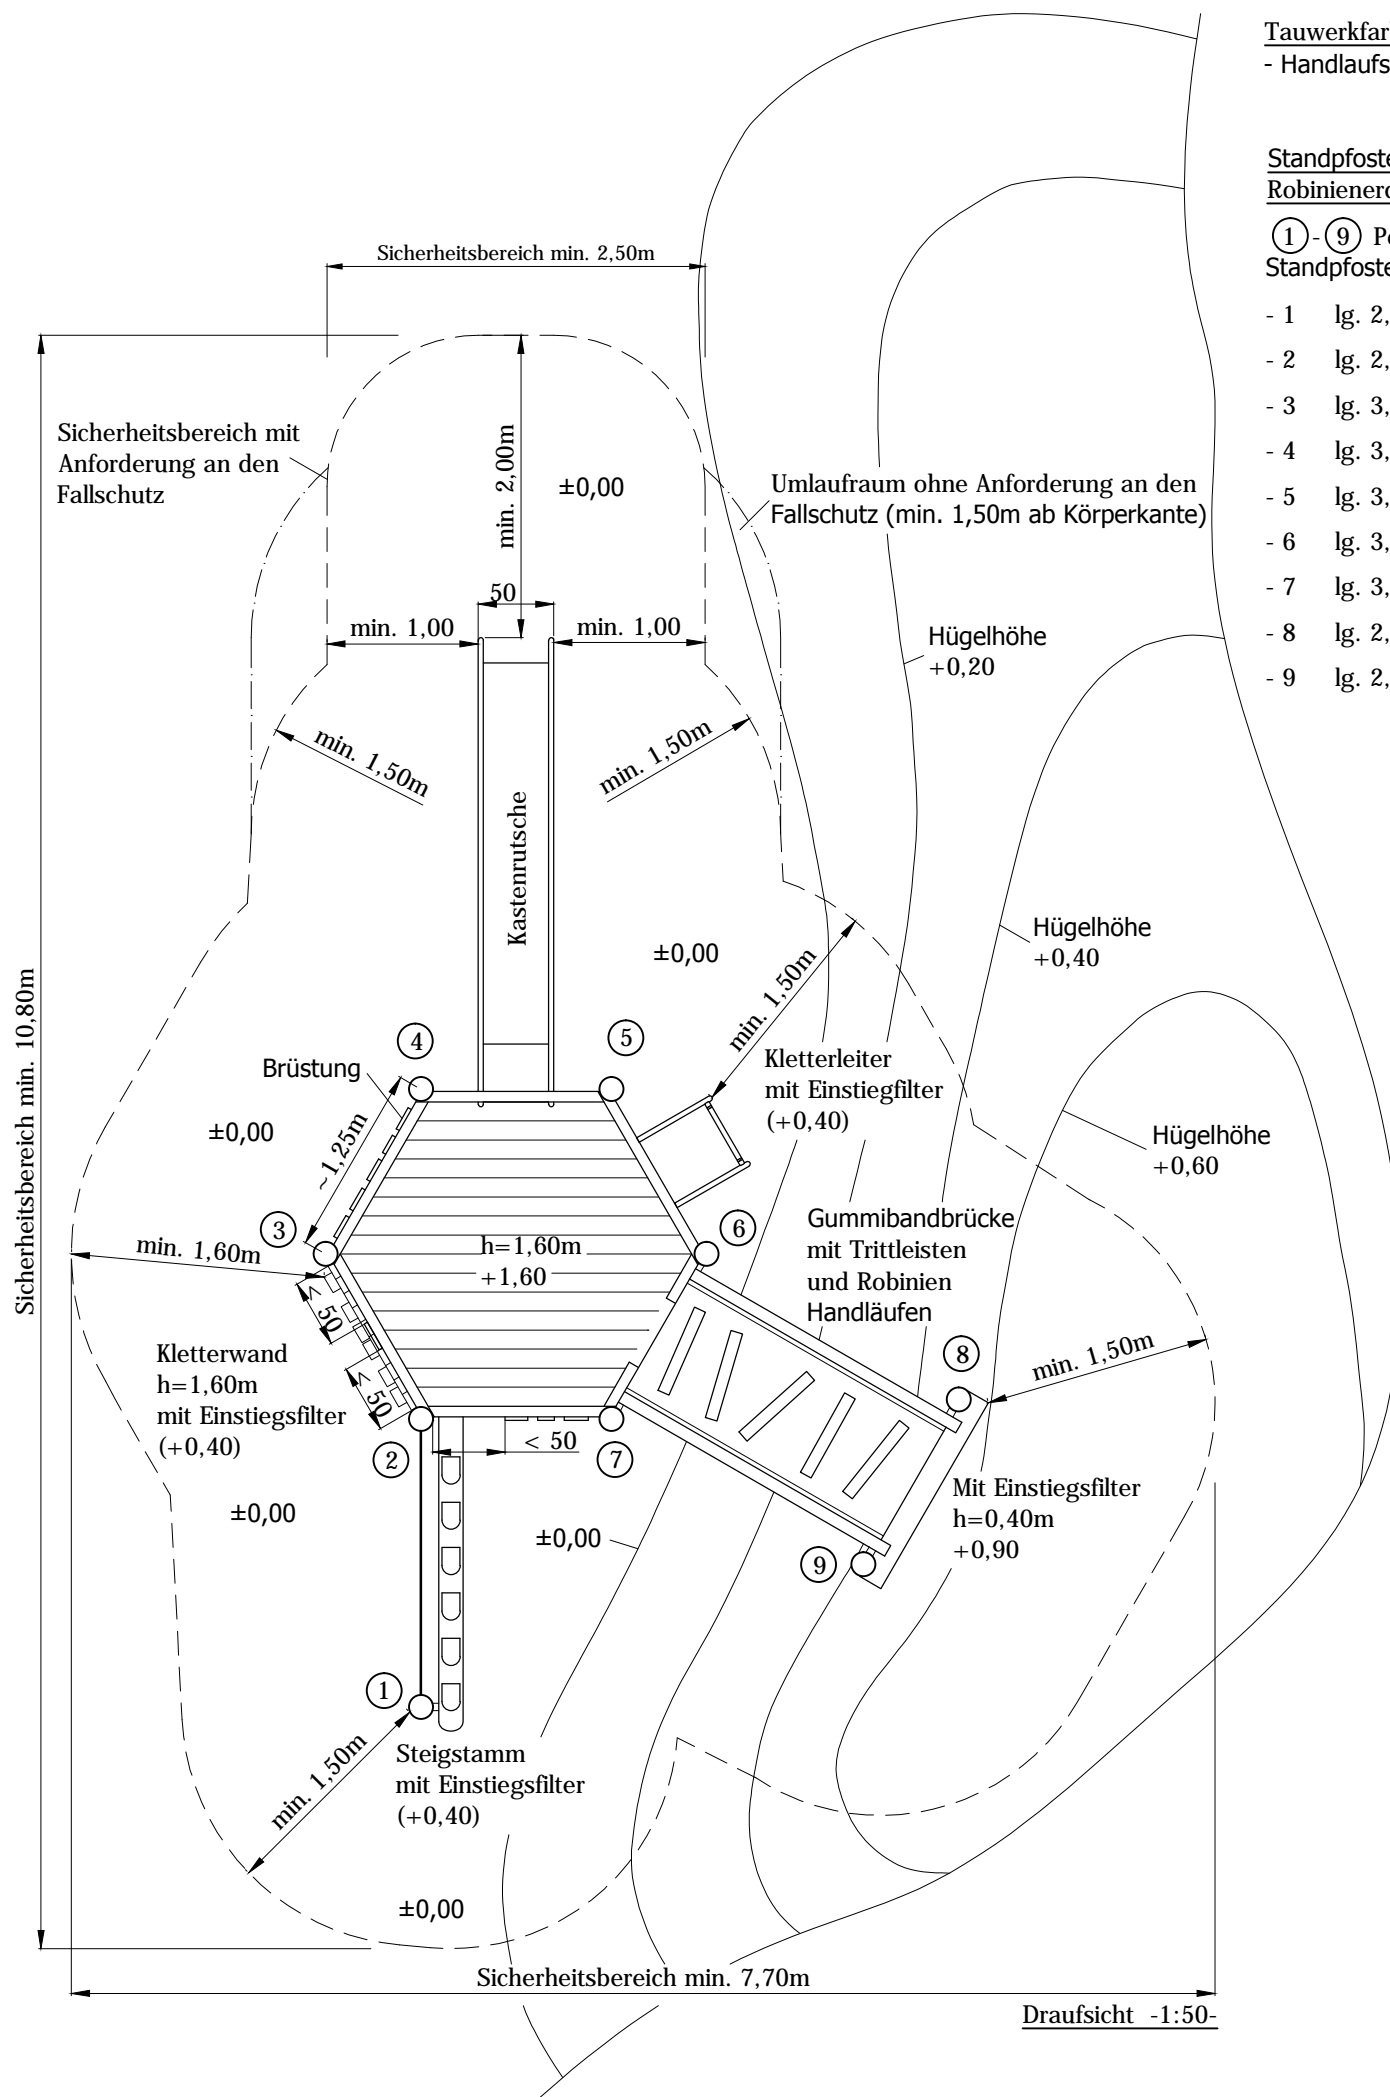 Tauwerkfar
- Handlaufs
Standpfoste
Robinienerd
①-⑨ Po
Standpfoste
- 1 lg. 2,
- 2 lg. 2,
- 3 lg. 3,
- 4 lg. 3,
- 5 lg. 3,
- 6 lg. 3,
- 7 lg. 3,
- 8 lg. 2,
- 9 lg. 2,
Sicherheitsbereich min. 2,50m
Sicherheitsbereich mit
Anforderung an den
Fallschutz
min. 2,00m
±0,00
Umlaufraum ohne Anforderung an den
Fallschutz (min. 1,50m ab Körperkante)
50
min. 1,00
min. 1,00
Hügelhöhe
+0,20
min. 1,50m
min. 1,50m
Kastenrutsche
Hügelhöhe
+0,40
±0,00
min. 1,50m
Sicherheitsbereich min. 10,80m
4
5
Brüstung
Kletterleiter
mit Einstiegfilter
(+0,40)
±0,00
~1,25m
Hügelhöhe
+0,60
3
6
min. 1,60m
h=1,60m
+1,60
Gummibandbrücke
mit Trittleisten
und Robinien
Handläufen
< 50
Kletterwand
h=1,60m
mit Einstiegsfilter
(+0,40)
< 50
8
min. 1,50m
2
< 50
7
±0,00
±0,00
Mit Einstiegsfilter
h=0,40m
+0,90
9
1
min. 1,50m
Steigstamm
mit Einstiegsfilter
(+0,40)
±0,00
Sicherheitsbereich min. 7,70m
Draufsicht -1:50-